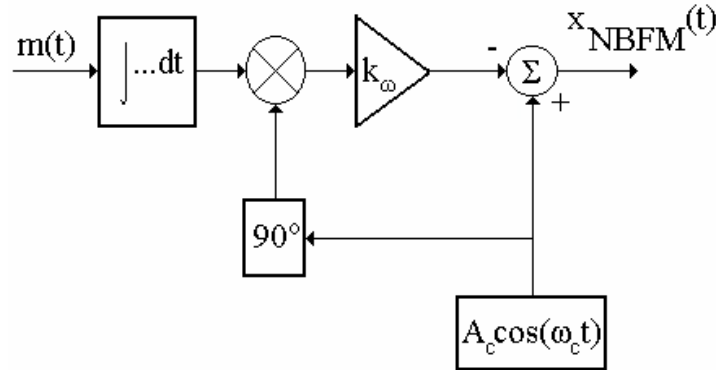 m(t)
∫...dt
k_ω
-
Σ
+
x_NBFM(t)
90°
A_c cos(ω_c t)